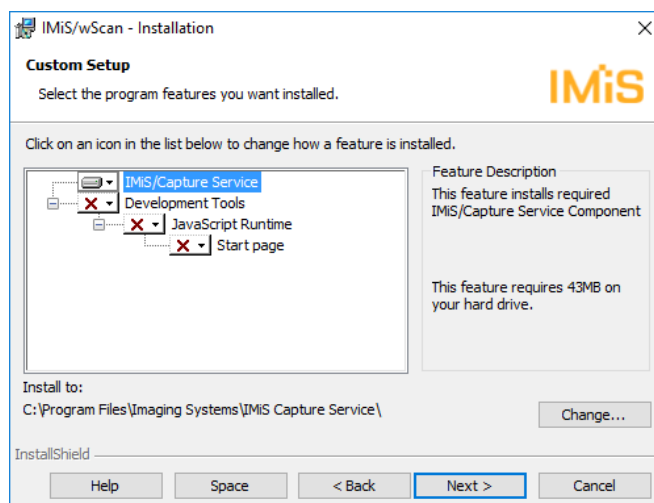 IMiS/wScan - Installation
Custom Setup
Select the program features you want installed.
IMiS
Click on an icon in the list below to change how a feature is installed.
IMiS/Capture Service
Development Tools
JavaScript Runtime
Start page
Feature Description
This feature installs required
IMiS/Capture Service Component
This feature requires 43MB on
your hard drive.
Install to:
C:\Program Files\Imaging Systems\IMiS Capture Service\
Change...
InstallShield
Help
Space
< Back
Next >
Cancel